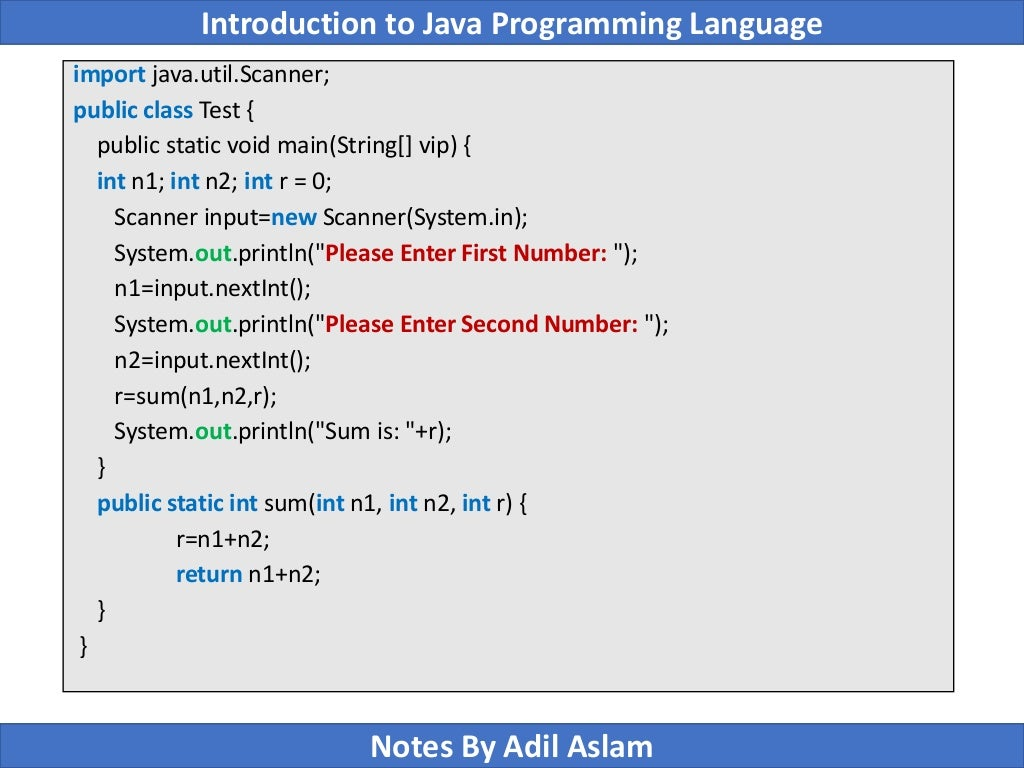 Introduction to Java Programming Language
import java.util.Scanner;
public class Test {
public static void main(String[] vip) {
int n1; int n2; int r = 0;
Scanner input=new Scanner(System.in);
System.out.println("Please Enter First Number: ");
n1=input.nextInt();
System.out.println("Please Enter Second Number: ");
n2=input.nextInt();
r=sum(n1,n2,r);
System.out.println("Sum is: "+r);
}
public static int sum(int n1, int n2, int r) {
r=n1+n2;
return n1+n2;
}
}
Notes By Adil Aslam